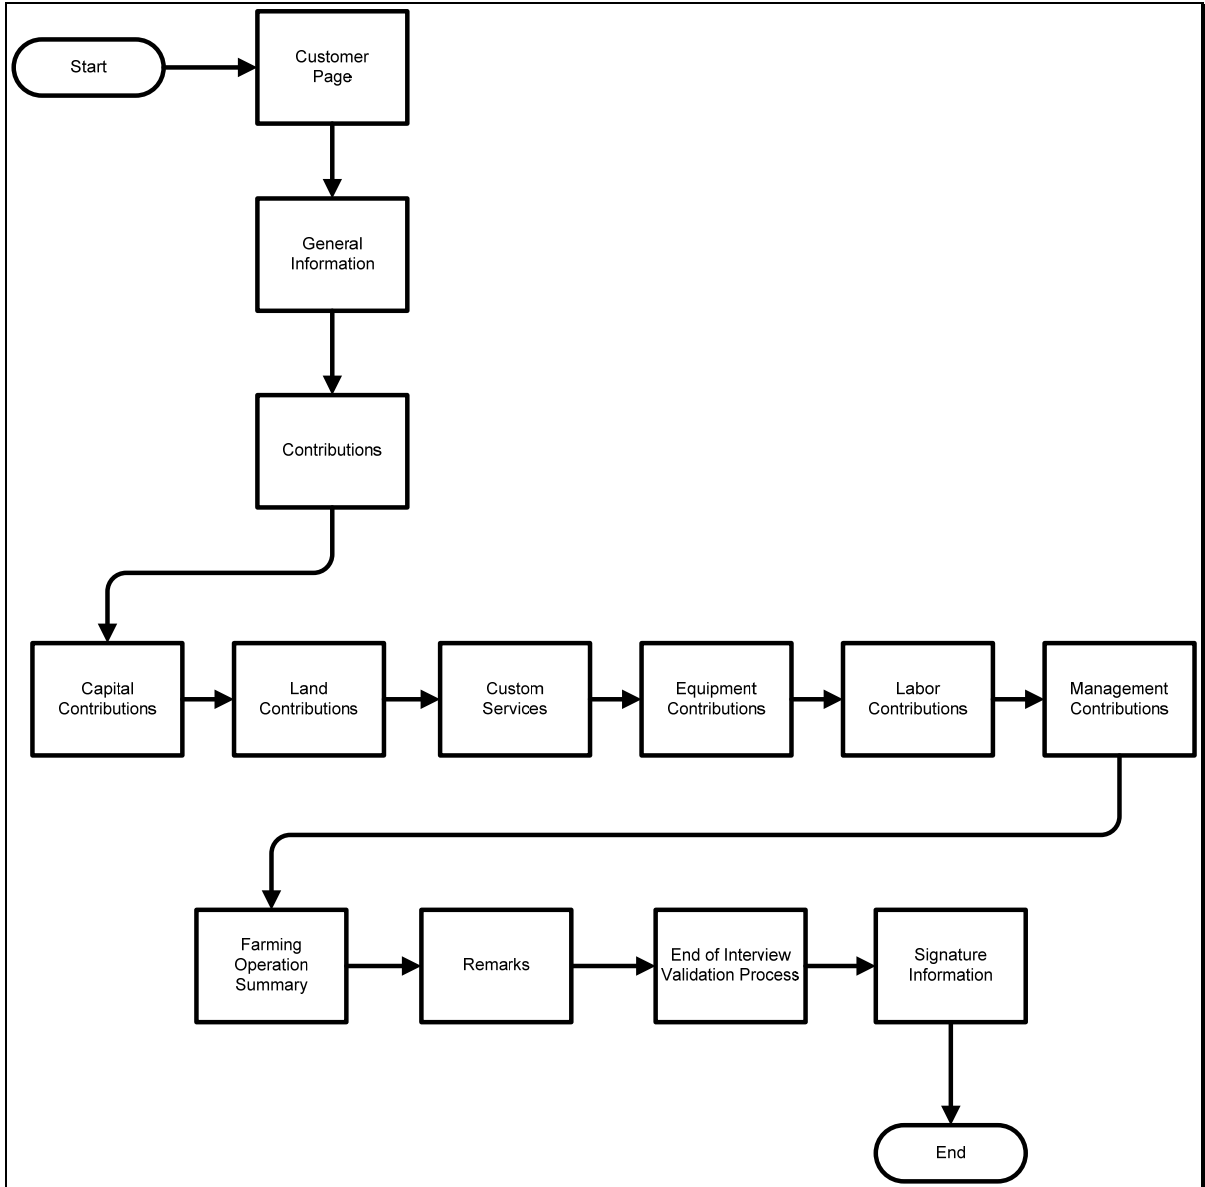 Start
Customer
Page
General
Information
Contributions
Capital
Contributions
Land
Contributions
Custom
Services
Equipment
Contributions
Labor
Contributions
Management
Contributions
Farming
Operation
Summary
Remarks
End of Interview
Validation Process
Signature
Information
End